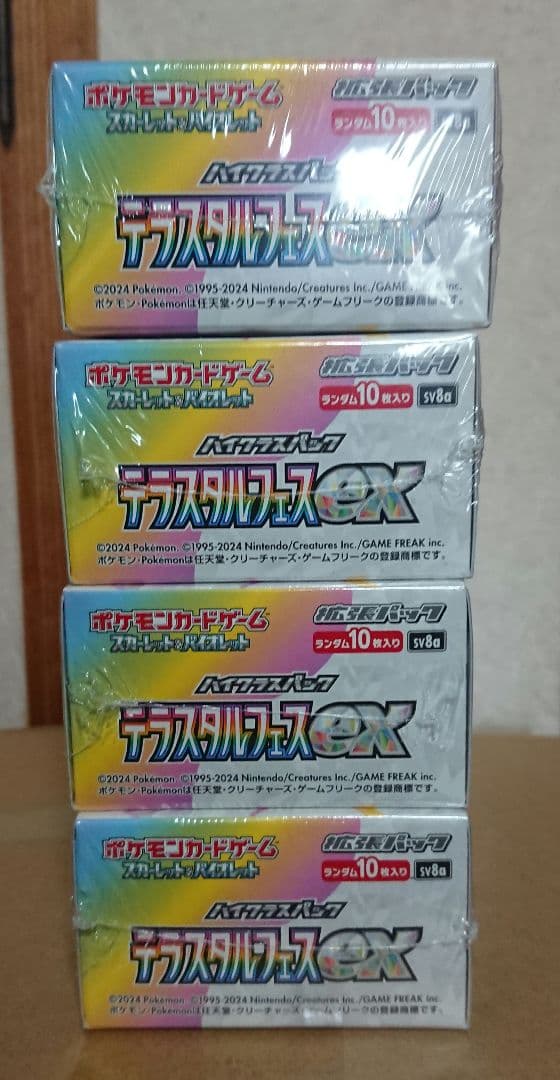 ポケモンカードゲーム 拡張パック
スカーレット&バイオレット ランダム10枚入り
ハイクラスパック
テラスタルフェスex
©2024 Pokémon. ©1995-2024 Nintendo/Creatures Inc./GAME FREAK inc.
ポケモン・Pokémonは任天堂・クリーチャーズ・ゲームフリークの登録商標です。
ポケモンカードゲーム 拡張パック
スカーレット&バイオレット ランダム10枚入り sv8a
ハイクラスパック
テラスタルフェスex
©2024 Pokémon. ©1995-2024 Nintendo/Creatures Inc./GAME FREAK inc.
ポケモン・Pokémonは任天堂・クリーチャーズ・ゲームフリークの登録商標です。
ポケモンカードゲーム 拡張パック
スカーレット&バイオレット ランダム10枚入り sv8a
ハイクラスパック
テラスタルフェスex
©2024 Pokémon. ©1995-2024 Nintendo/Creatures Inc./GAME FREAK inc.
ポケモン・Pokémonは任天堂・クリーチャーズ・ゲームフリークの登録商標です。
ポケモンカードゲーム 拡張パック
スカーレット&バイオレット ランダム10枚入り sv8a
ハイクラスパック
テラスタルフェスex
©2024 Pokémon. ©1995-2024 Nintendo/Creatures Inc./GAME FREAK inc.
ポケモン・Pokémonは任天堂・クリーチャーズ・ゲームフリークの登録商標です。